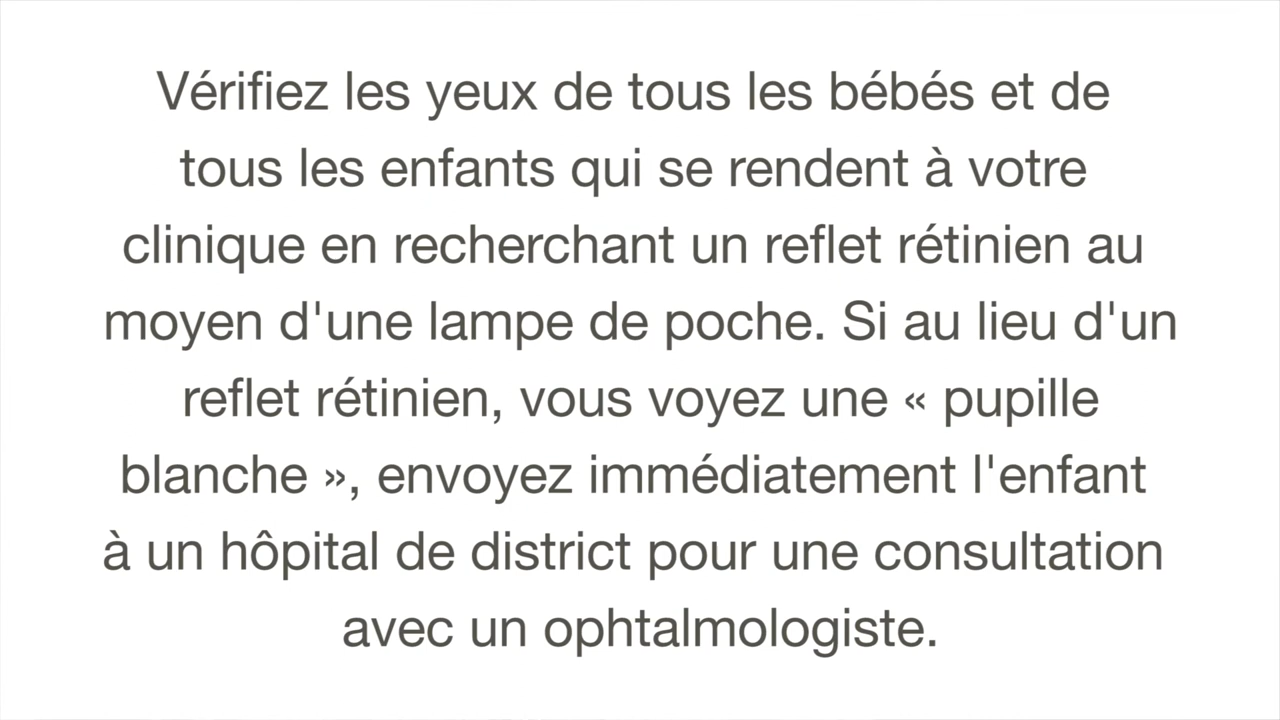 Vérifiez les yeux de tous les bébés et de
tous les enfants qui se rendent à votre
clinique en recherchant un reflet rétinien au
moyen d'une lampe de poche. Si au lieu d'un
reflet rétinien, vous voyez une « pupille
blanche », envoyez immédiatement l'enfant
à un hôpital de district pour une consultation
avec un ophtalmologiste.